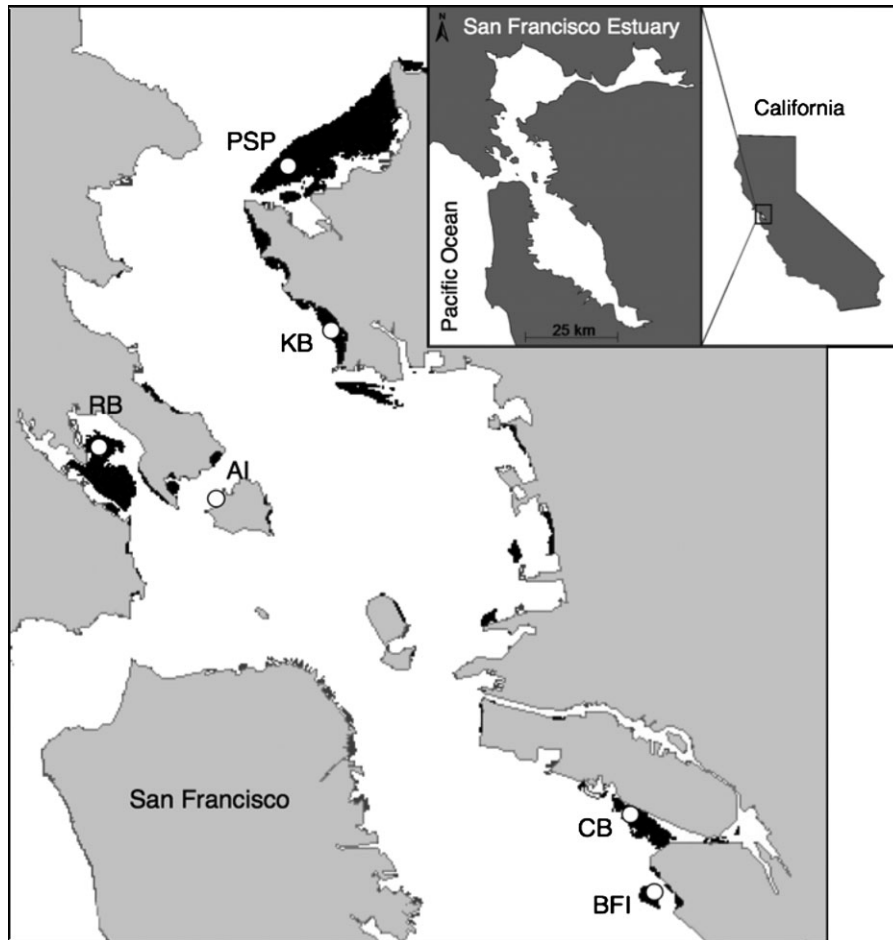 N
San Francisco Estuary
California
Pacific Ocean
25 km
PSP
KB
RB
AI
San Francisco
CB
BFI